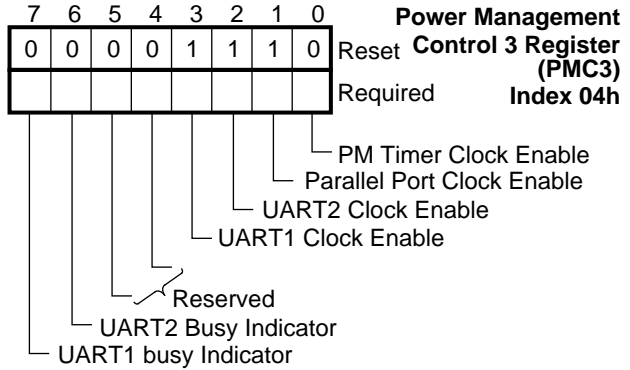 7 6 5 4 3 2 1 0
Power Management
0 0 0 0 1 1 1 0 Reset Control 3 Register
(PMC3)
Required Index 04h
PM Timer Clock Enable
Parallel Port Clock Enable
UART2 Clock Enable
UART1 Clock Enable
Reserved
UART2 Busy Indicator
UART1 busy Indicator